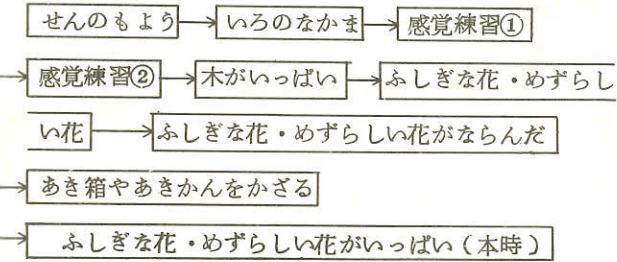 せんのもよう→いろのなかま→感覚練習①
→感覚練習②→木がいっぱい→ふしぎな花・めずらし
い花→ふしぎな花・めずらしい花がならんだ
→あき箱やあきかんをかざる
→ふしぎな花・めずらしい花がいっぱい(本時)